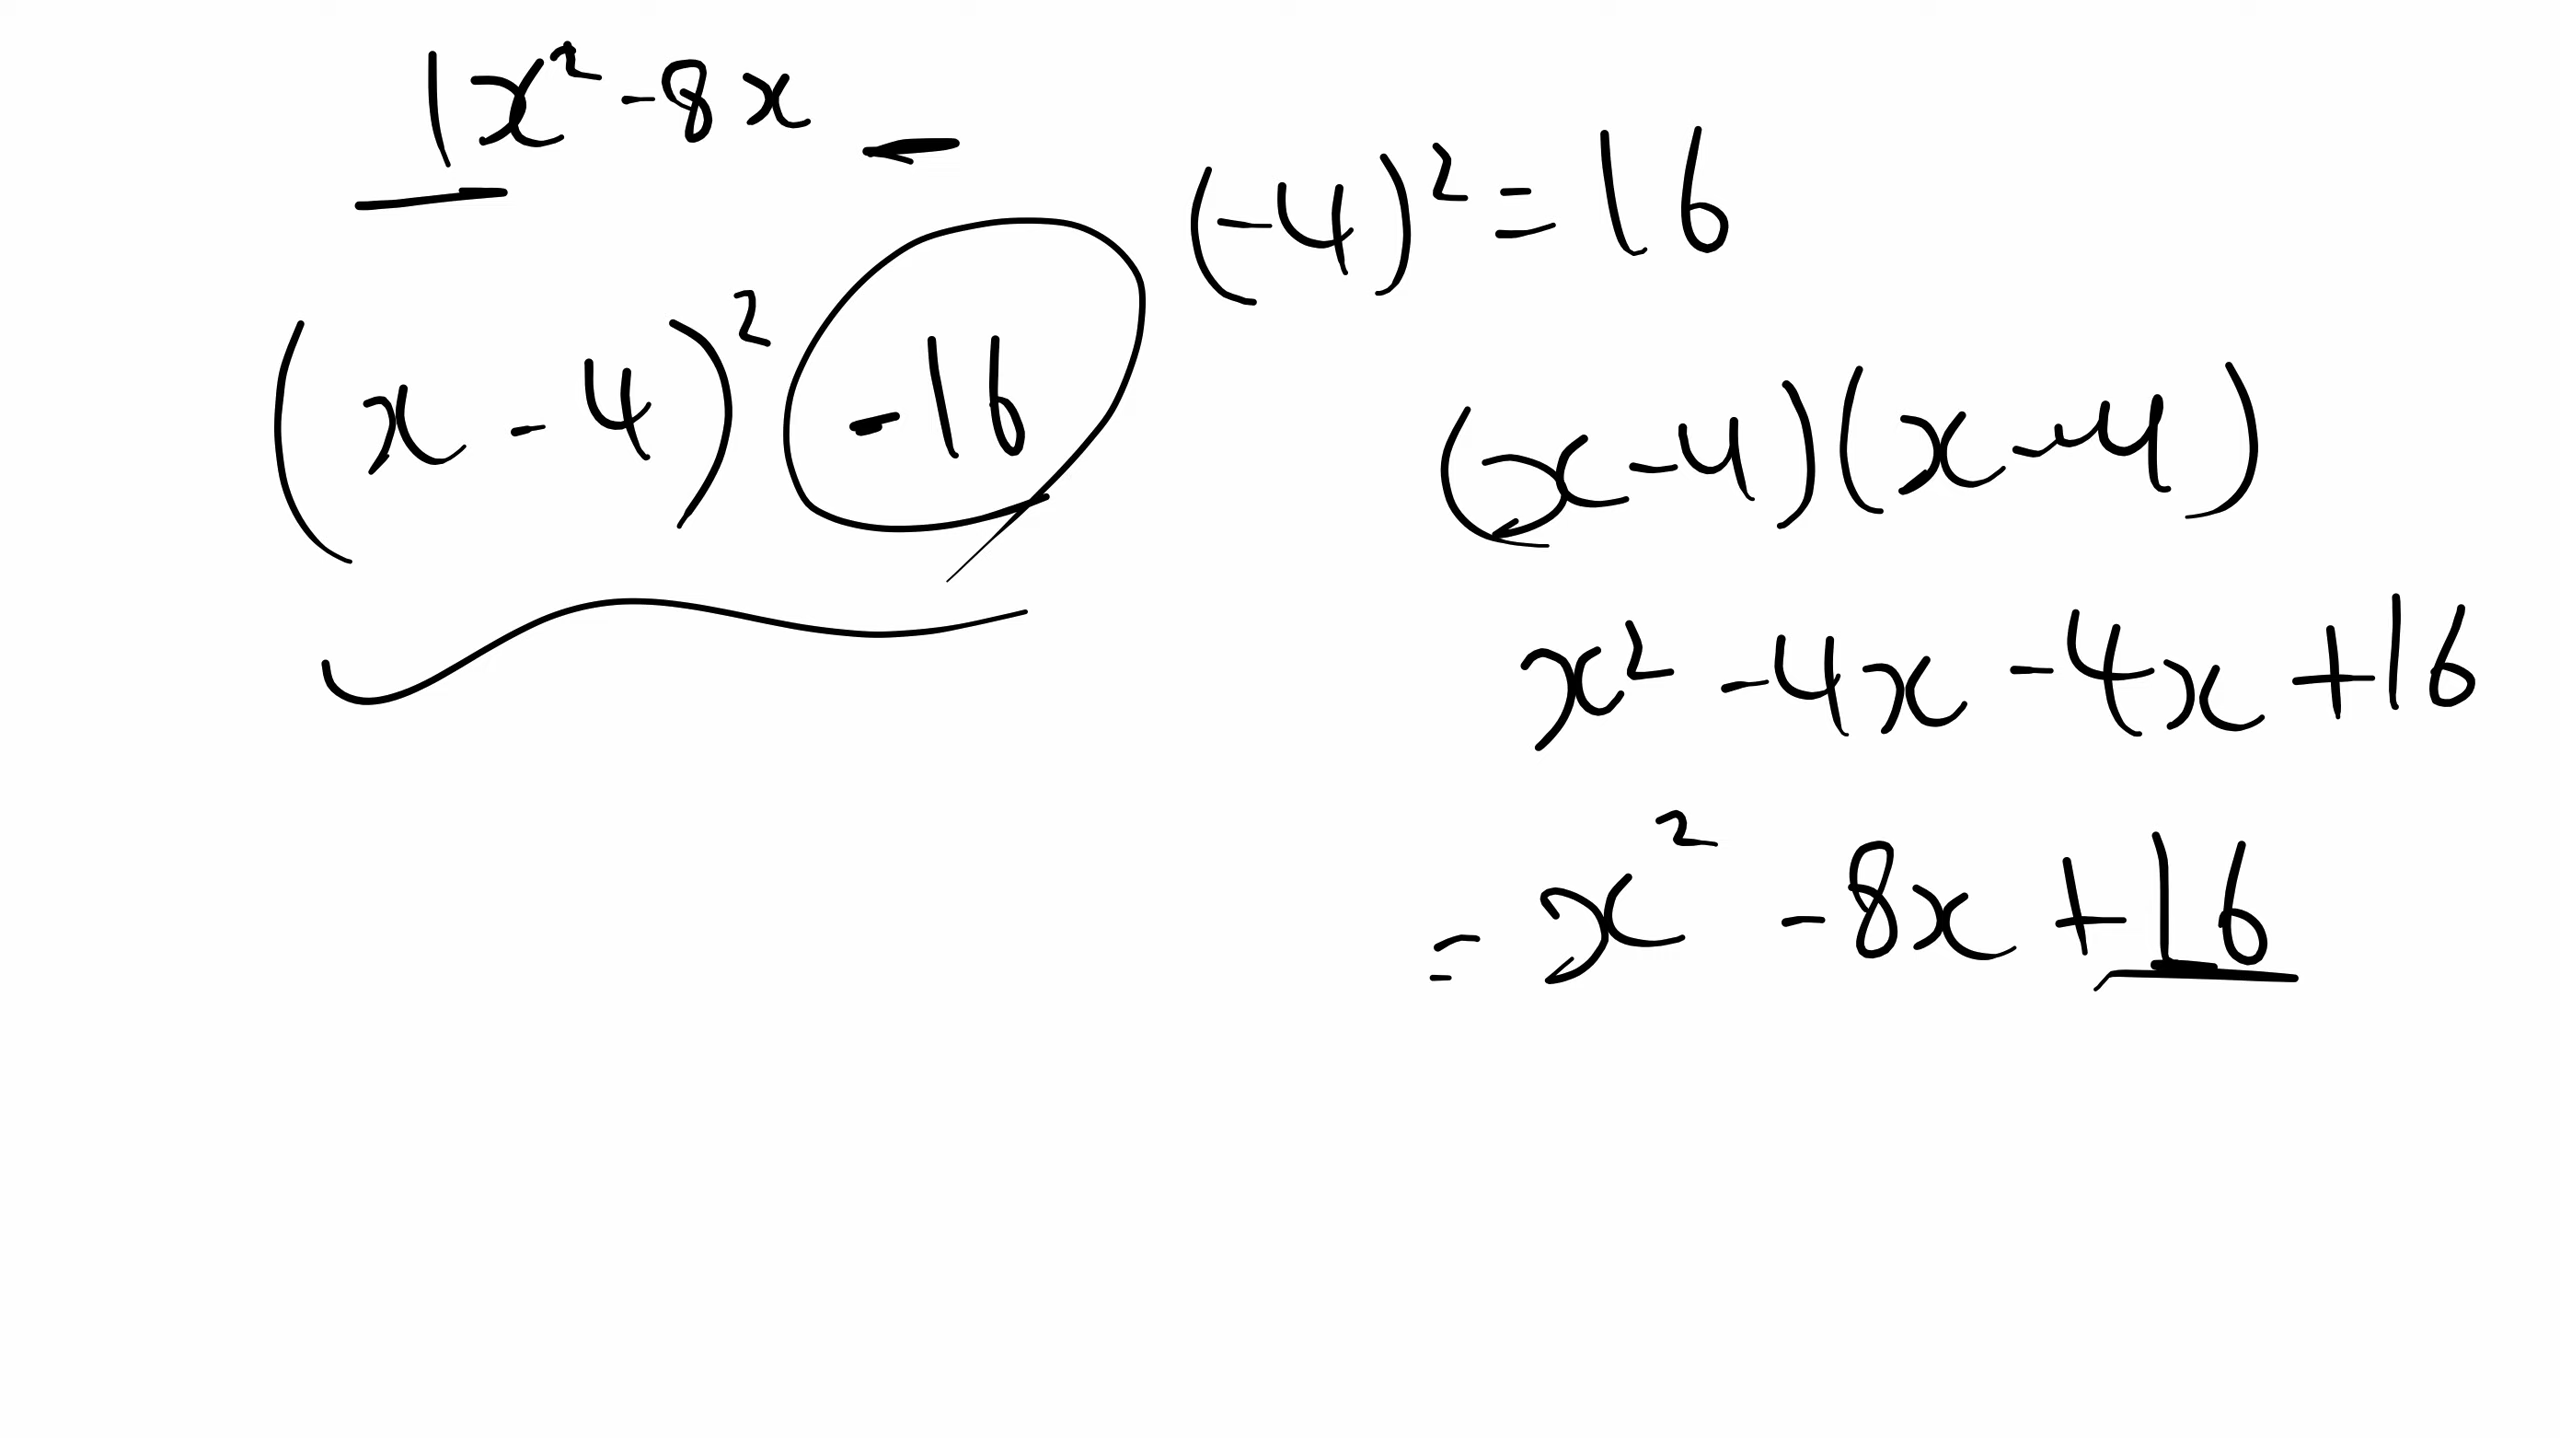 1x² -8x
(x - 4)² -16
(-4)² = 16
(x-4)(x-4)
x² -4x -4x +16
= x² -8x +16